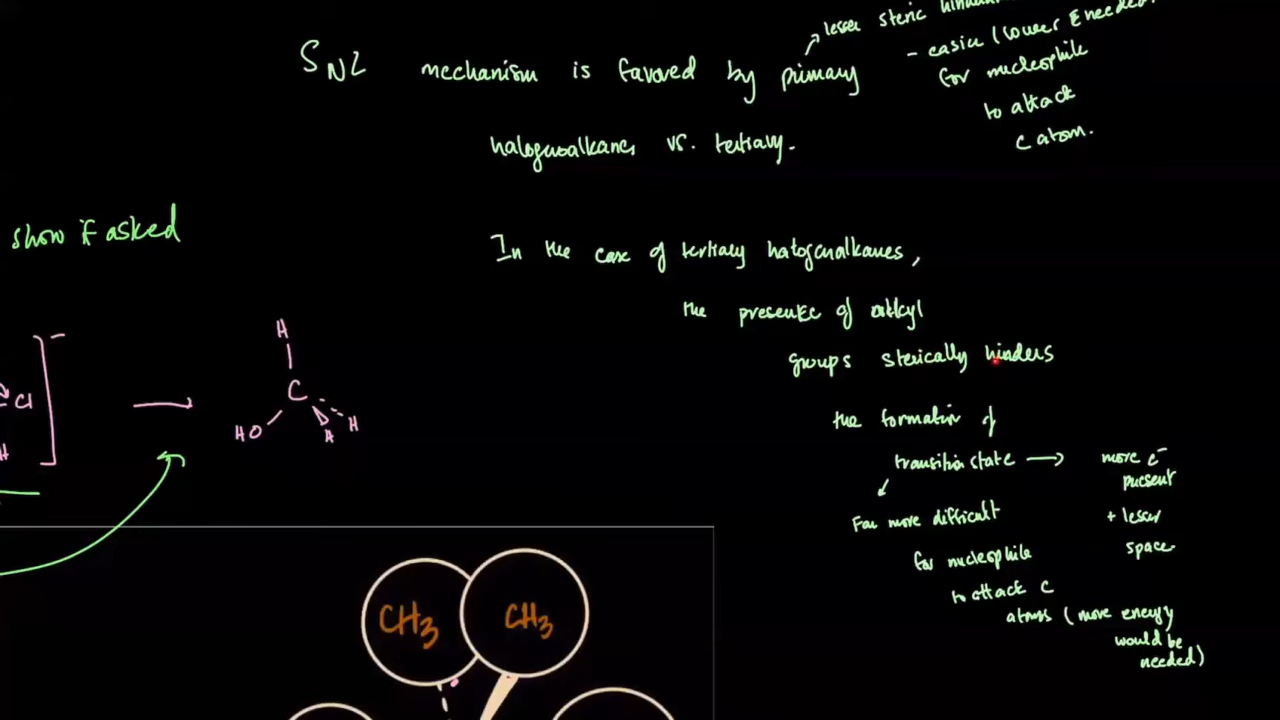 lesser steric
SN2 mechanism is favored by primary
- easier (lower E needed)
for nucleophile
to attack
C atom.
halogenoalkanes vs. tertiary.
show if asked
In the case of tertiary halogenalkanes,
the presence of alkyl
groups sterically hinders
the formation of
transition state → more e⁻
present
+ lesser
space
Far more difficult
for nucleophile
to attack C
atoms (more energy
would be
needed)
H
C
HO
H
H
Cl
H
]⁻
→
CH3 CH3